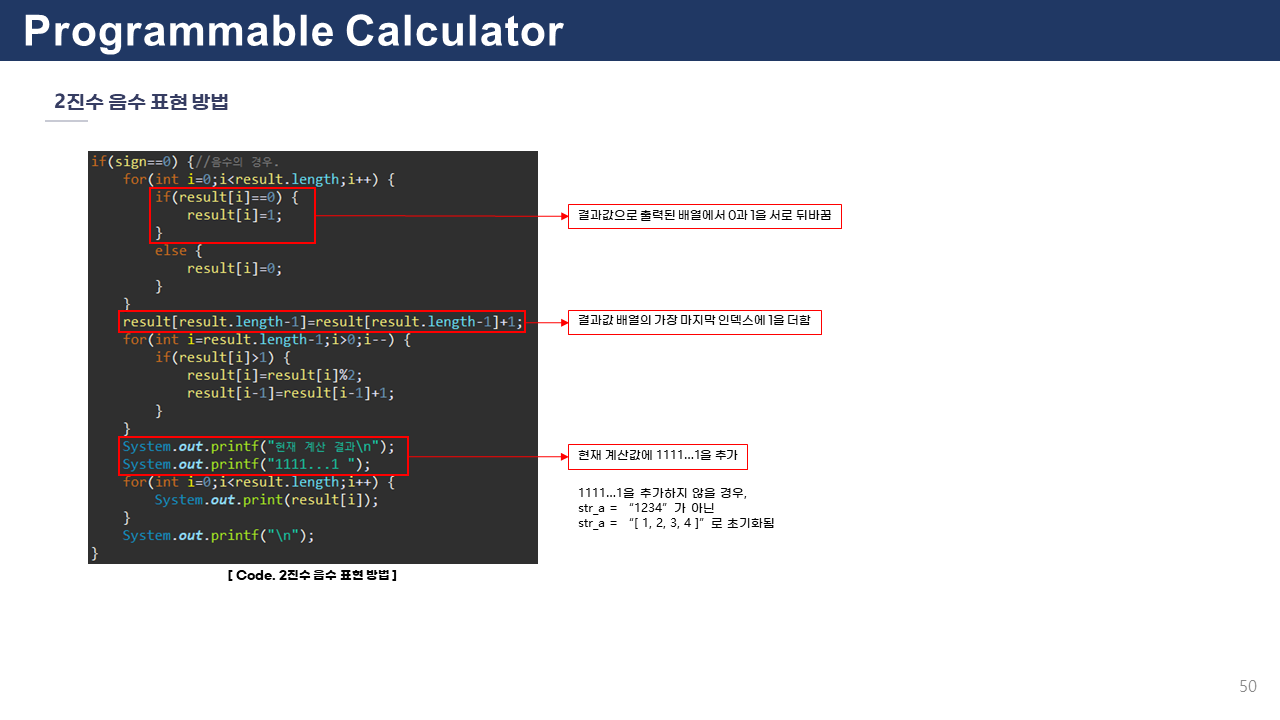 Programmable Calculator
2진수 음수 표현 방법
if(sign==0) {//음수의 경우.
for(int i=0;i<result.length;i++) {
if(result[i]==0) {
result[i]=1;
}
else {
result[i]=0;
}
}
result[result.length-1]=result[result.length-1]+1;
for(int i=result.length-1;i>0;i--) {
if(result[i]>1) {
result[i]=result[i]%2;
result[i-1]=result[i-1]+1;
}
}
System.out.printf("현재 계산 결과\n");
System.out.printf("1111...1 ");
for(int i=0;i<result.length;i++) {
System.out.print(result[i]);
}
System.out.printf("\n");
}
[ Code. 2진수 음수 표현 방법 ]
결과값으로 출력된 배열에서 0과 1을 서로 뒤바꿈
결과값 배열의 가장 마지막 인덱스에 1을 더함
현재 계산값에 1111...1을 추가
1111...1을 추가하지 않을 경우,
str_a = “1234”가 아닌
str_a = “[ 1, 2, 3, 4 ]”로 초기화됨
50